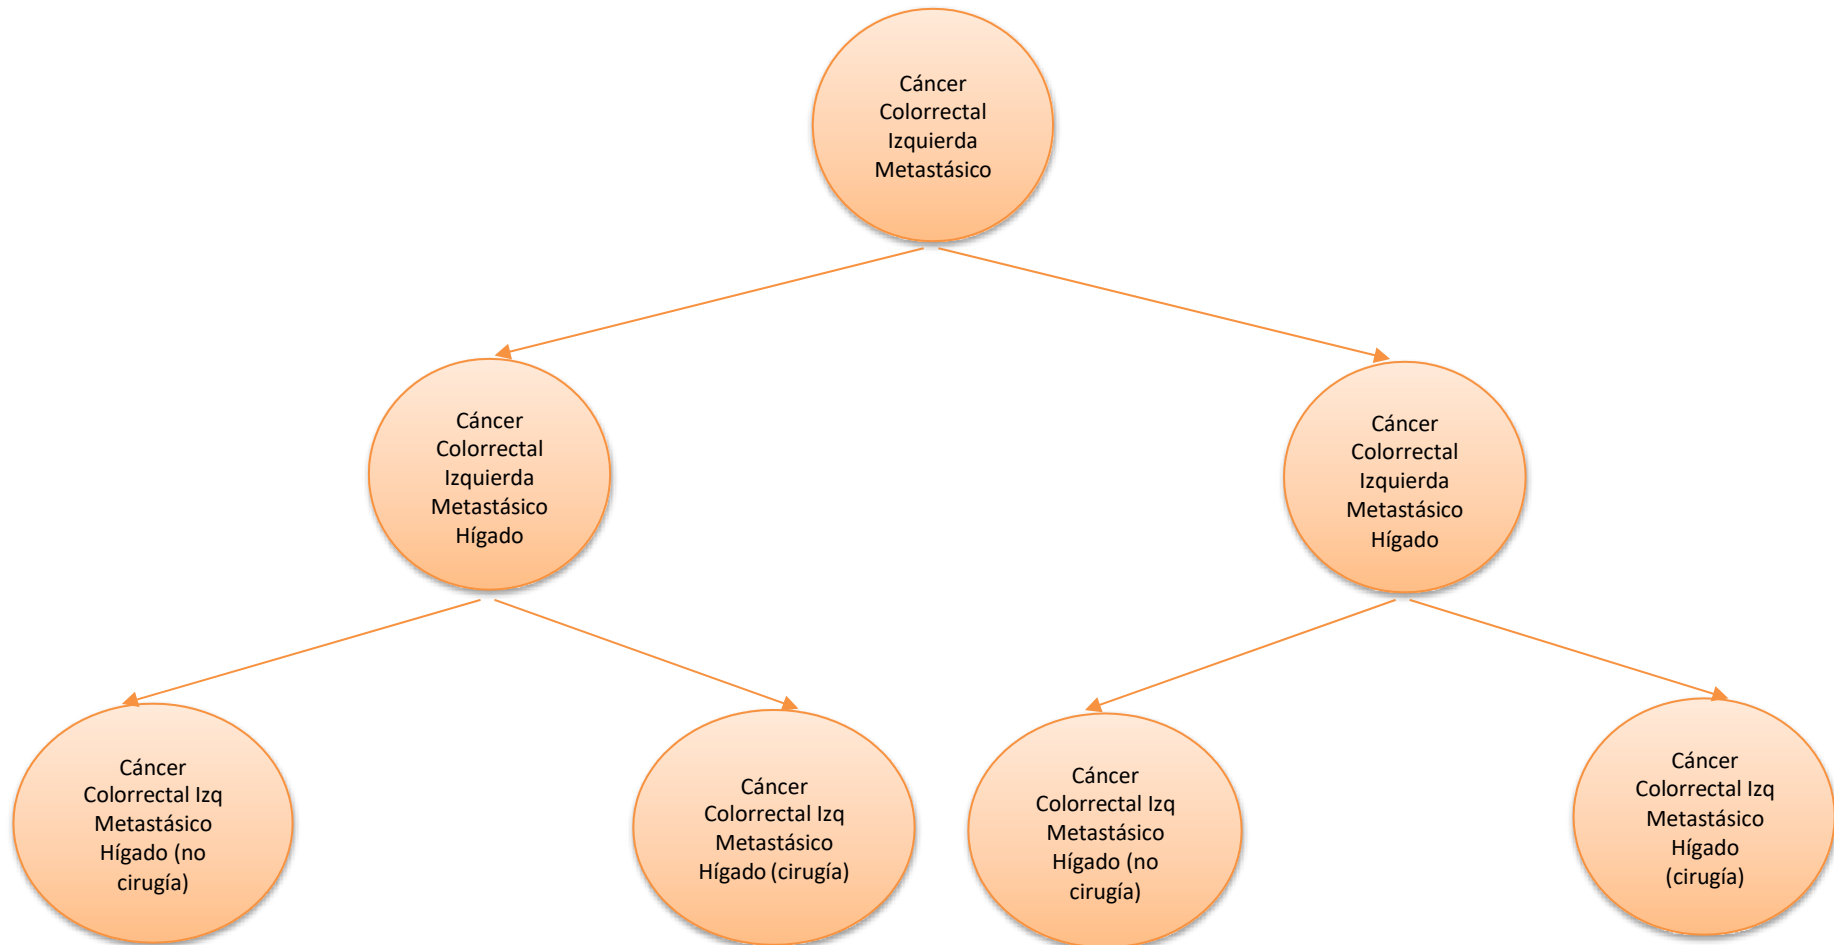 Cáncer
Colorrectal
Izquierda
Metastásico
Cáncer
Colorrectal
Izquierda
Metastásico
Hígado
Cáncer
Colorrectal
Izquierda
Metastásico
Hígado
Cáncer
Colorrectal Izq
Metastásico
Hígado (no
cirugía)
Cáncer
Colorrectal Izq
Metastásico
Hígado (cirugía)
Cáncer
Colorrectal Izq
Metastásico
Hígado (no
cirugía)
Cáncer
Colorrectal Izq
Metastásico
Hígado
(cirugía)